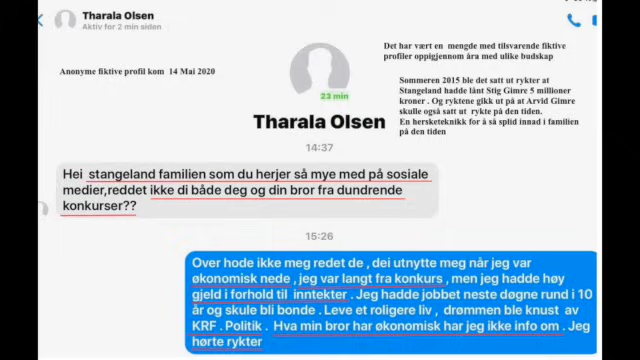 Tharala Olsen
Aktiv for 2 min siden
Det har vært en mengde med tilsvarende fiktive
profiler oppigjennom åra med ulike budskap
Anonyme fiktive profil kom 14 Mai 2020
Sommeren 2015 ble det satt ut rykter at
Stangeland hadde lånt Stig Gimre 5 millioner
kroner . Og ryktene gikk ut på at Arvid Gimre
skulle også satt ut rykte på den tiden.
En hersketeknikk for å så splid innad i familien
på den tiden
23 min
Tharala Olsen
14:37
Hei stangeland familien som du herjer så mye med på sosiale
medier,reddet ikke di både deg og din bror fra dundrende
konkurser??
15:26
Over hode ikke meg redet de , dei utnytte meg når jeg var
økonomisk nede , jeg var langt fra konkurs , men jeg hadde høy
gjeld i forhold til inntekter . Jeg hadde jobbet neste døgne rund i 10
år og skule bli bonde . Leve et roligere liv , drømmen ble knust av
KRF . Politik . Hva min bror har økonomisk har jeg ikke info om . Jeg
hørte rykter